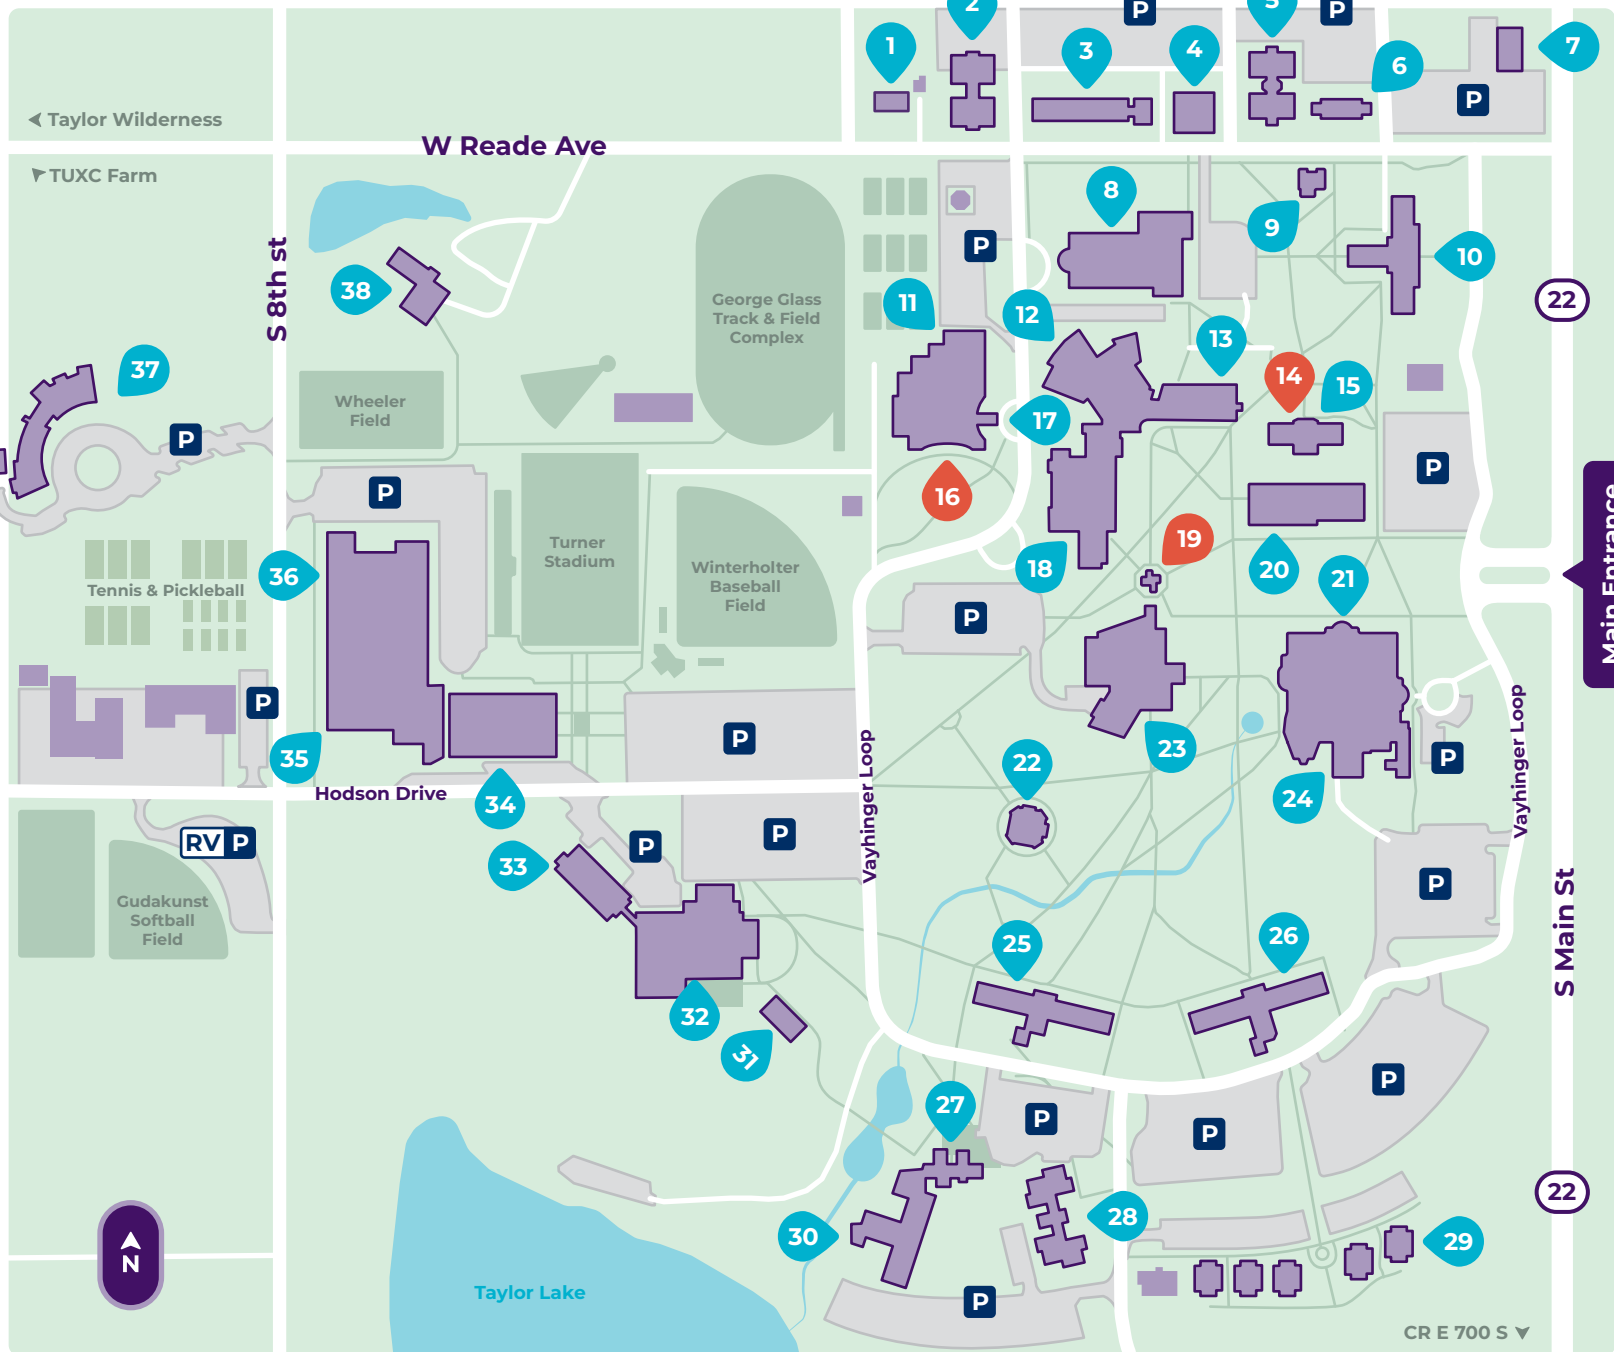 2
P
5
P
1
3
4
6
7
P
Taylor Wilderness
W Reade Ave
TUXC Farm
8
9
10
P
S 8th st
38
George Glass
Track & Field
Complex
11
12
22
13
14
15
37
Wheeler
Field
17
P
P
P
16
Main Entrance
19
18
20
21
Turner
Stadium
Winterholter
Baseball
Field
36
Tennis & Pickleball
P
P
35
P
23
22
24
P
Vayhinger Loop
Vayhinger Loop
Hodson Drive
34
RV P
P
P
33
P
Gudakunst
Softball
Field
25
26
S Main St
32
31
P
27
P
P
22
28
30
29
N
Taylor Lake
P
CR E 700 S